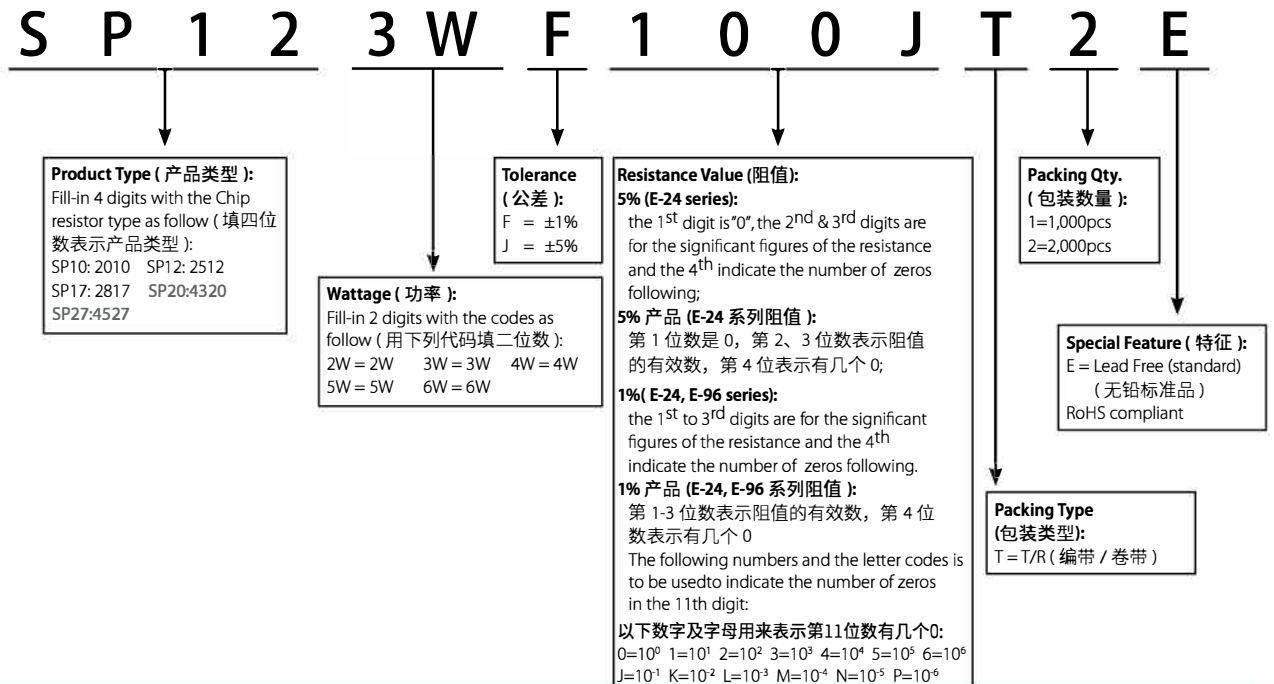 S P 1 2 3 W F 1 0 0 J T 2 E
Product Type ( 产品类型 ):
Fill-in 4 digits with the Chip
resistor type as follow ( 填四位
数表示产品类型 ):
SP10: 2010 SP12: 2512
SP17: 2817 SP20:4320
SP27:4527
Wattage ( 功率 ):
Fill-in 2 digits with the codes as
follow ( 用下列代码填二位数 ):
2W = 2W 3W = 3W 4W = 4W
5W = 5W 6W = 6W
Tolerance
( 公差 ):
F = ±1%
J = ±5%
Resistance Value (阻值):
5% (E-24 series):
the 1st digit is"0", the 2nd & 3rd digits are
for the significant figures of the resistance
and the 4th indicate the number of zeros
following;
5% 产品 (E-24 系列阻值 ):
第 1 位数是 0，第 2、3 位数表示阻值
的有效数，第 4 位表示有几个 0;
1%( E-24, E-96 series):
the 1st to 3rd digits are for the significant
figures of the resistance and the 4th
indicate the number of zeros following.
1% 产品 (E-24, E-96 系列阻值 ):
第 1-3 位数表示阻值的有效数，第 4 位
数表示有几个 0
The following numbers and the letter codes is
to be usedto indicate the number of zeros
in the 11th digit:
以下数字及字母用来表示第11位数有几个0:
0=10⁰ 1=10¹ 2=10² 3=10³ 4=10⁴ 5=10⁵ 6=10⁶
J=10⁻¹ K=10⁻² L=10⁻³ M=10⁻⁴ N=10⁻⁵ P=10⁻⁶
Packing Type
(包装类型):
T = T/R ( 编带 / 卷带 )
Packing Qty.
( 包装数量 ):
1=1,000pcs
2=2,000pcs
Special Feature ( 特征 ):
E = Lead Free (standard)
( 无铅标准品 )
RoHS compliant